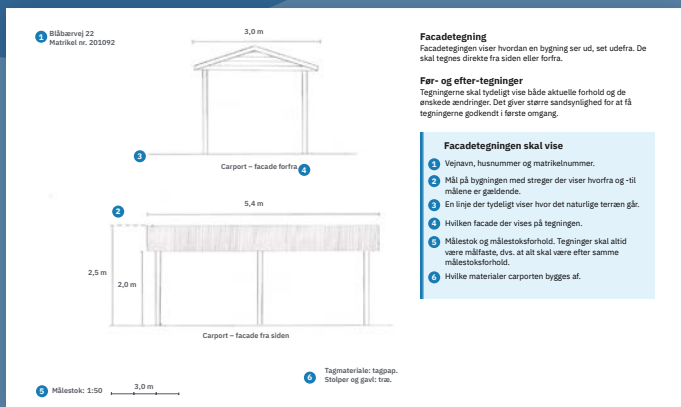 1 Blåbærvej 22
Matrikel nr. 201092
3,0 m
3
Carport – facade forfra 4
2
5,4 m
2,5 m
2,0 m
Carport – facade fra siden
5 Målestok: 1:50
3,0 m
6 Tagmateriale: tagpap.
Stolper og gavl: træ.
Facadetegning
Facadetegingen viser hvordan en bygning ser ud, set udefra. De
skal tegnes direkte fra siden eller forfra.
Før- og efter-tegninger
Tegningerne skal tydeligt vise både aktuelle forhold og de
ønskede ændringer. Det giver større sandsynlighed for at få
tegningerne godkendt i første omgang.
Facadetegningen skal vise
1 Vejnavn, husnummer og matrikelnummer.
2 Mål på bygningen med streger der viser hvorfra og -til
målene er gældende.
3 En linje der tydeligt viser hvor det naturlige terræn går.
4 Hvilken facade der vises på tegningen.
5 Målestok og målestoksforhold. Tegninger skal altid
være målfaste, dvs. at alt skal være efter samme
målestoksforhold.
6 Hvilke materialer carporten bygges af.